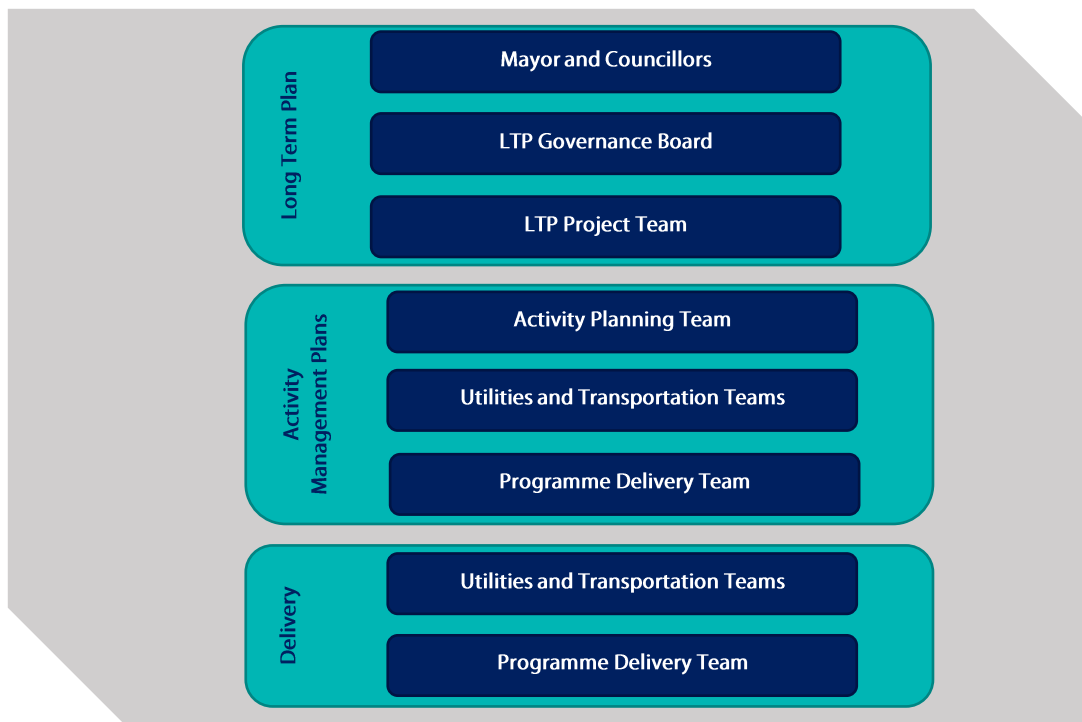 Long Term Plan
Mayor and Councillors
LTP Governance Board
LTP Project Team
Activity
Management Plans
Activity Planning Team
Utilities and Transportation Teams
Programme Delivery Team
Delivery
Utilities and Transportation Teams
Programme Delivery Team